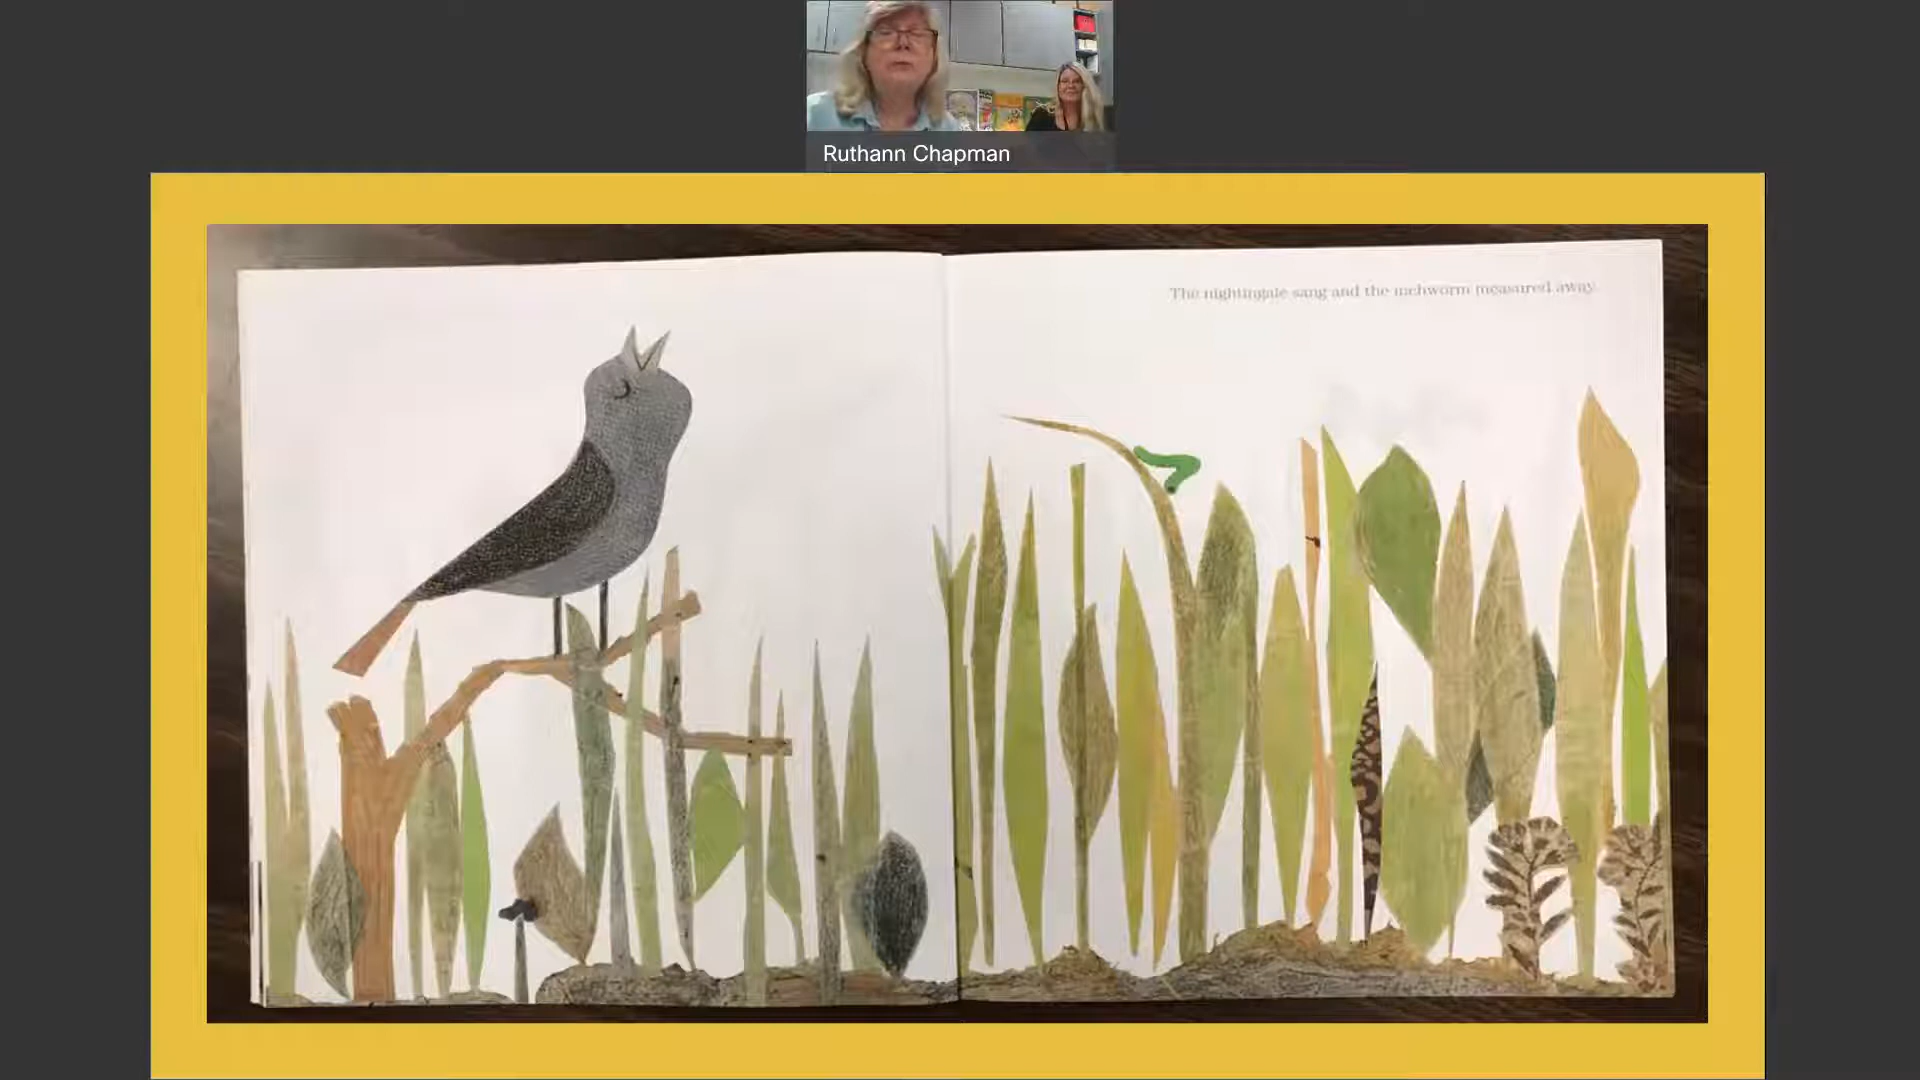 Ruthann Chapman
The nightingale sang and the inchworm measured away.